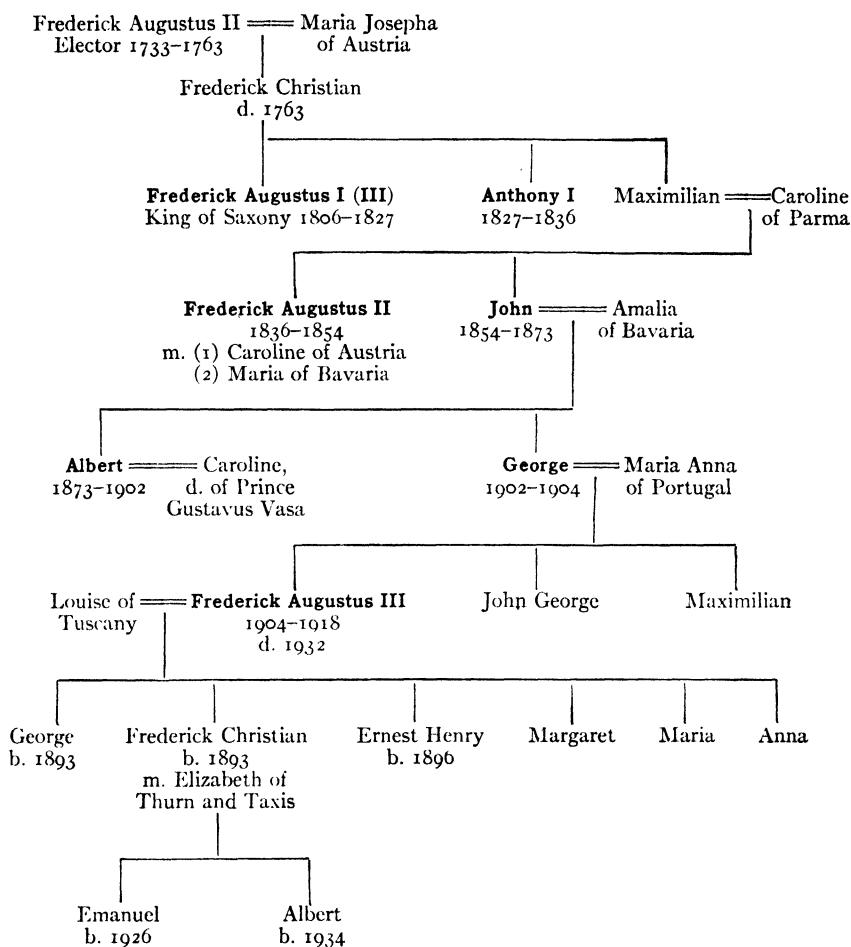 Frederick Augustus II Maria Josepha
Elector 1733–1763 of Austria
Frederick Christian
d. 1763
Frederick Augustus I (III) Anthony I Maximilian Caroline
King of Saxony 1806–1827 1827–1836 of Parma
Frederick Augustus II John Amalia
1836–1854 1854–1873 of Bavaria
m. (1) Caroline of Austria
(2) Maria of Bavaria
Albert Caroline, George Maria Anna
1873–1902 d. of Prince 1902–1904 of Portugal
Gustavus Vasa
Louise of Frederick Augustus III John George Maximilian
Tuscany 1904–1918
d. 1932
George Frederick Christian Ernest Henry Margaret Maria Anna
b. 1893 b. 1893 b. 1896
m. Elizabeth of
Thurn and Taxis
Emanuel Albert
b. 1926 b. 1934